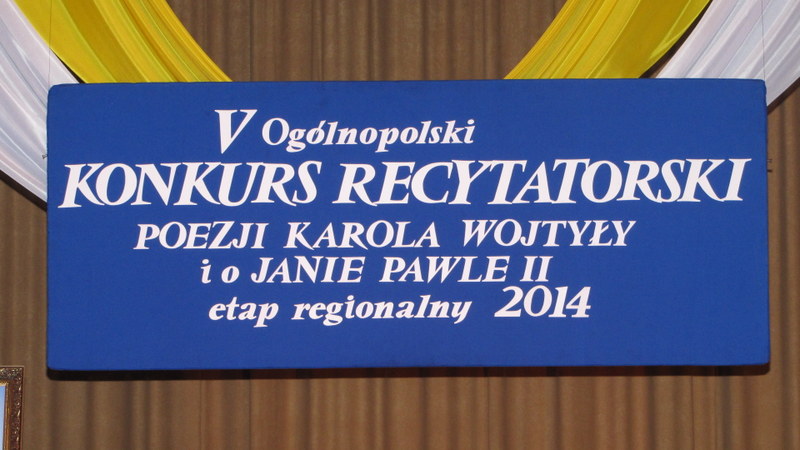 V Ogólnopolski
KONKURS RECYTATORSKI
POEZJI KAROLA WOJTYŁY
i o JANIE PAWLE II
etap regionalny 2014